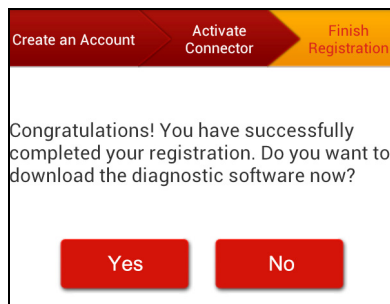 Create an Account
Activate
Connector
Finish
Registration
Congratulations! You have successfully
completed your registration. Do you want to
download the diagnostic software now?
Yes
No